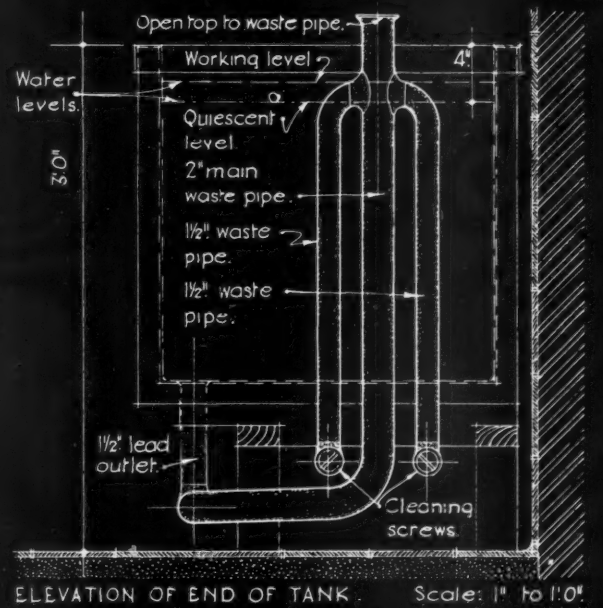 Open top to waste pipe.
Working level
4"
Water
levels.
a
Quiescent
level
3'.0"
2" main
waste pipe.
1½" waste
pipe.
1½" waste
pipe.
1½" lead
outlet.
Cleaning
screws.
ELEVATION OF END OF TANK. Scale: 1" to 1'.0".